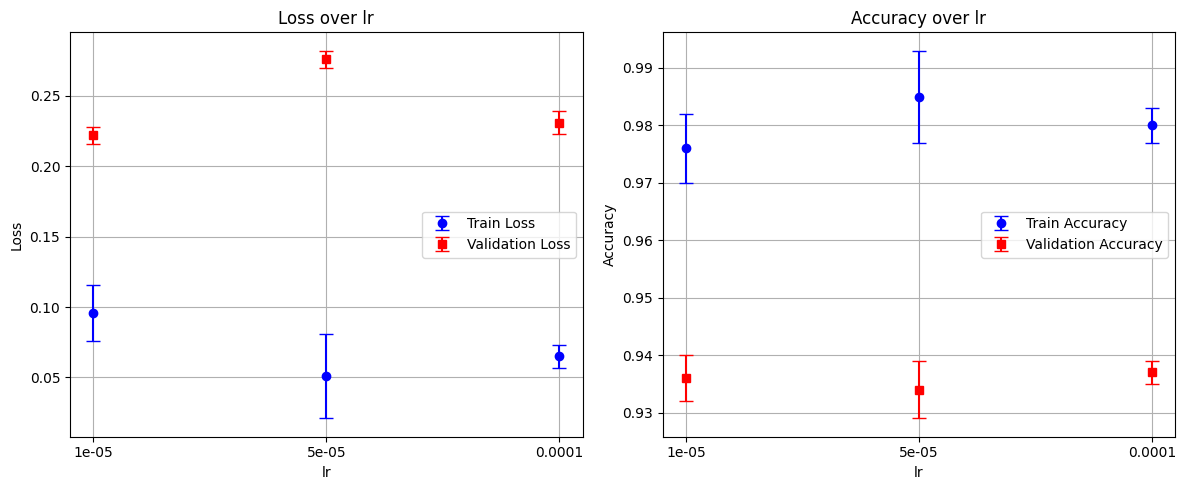 Loss over lr
Loss
0.25
0.20
0.15
0.10
0.05
1e-05
5e-05
0.0001
lr
Train Loss
Validation Loss
Accuracy over lr
Accuracy
0.99
0.98
0.97
0.96
0.95
0.94
0.93
1e-05
5e-05
0.0001
lr
Train Accuracy
Validation Accuracy